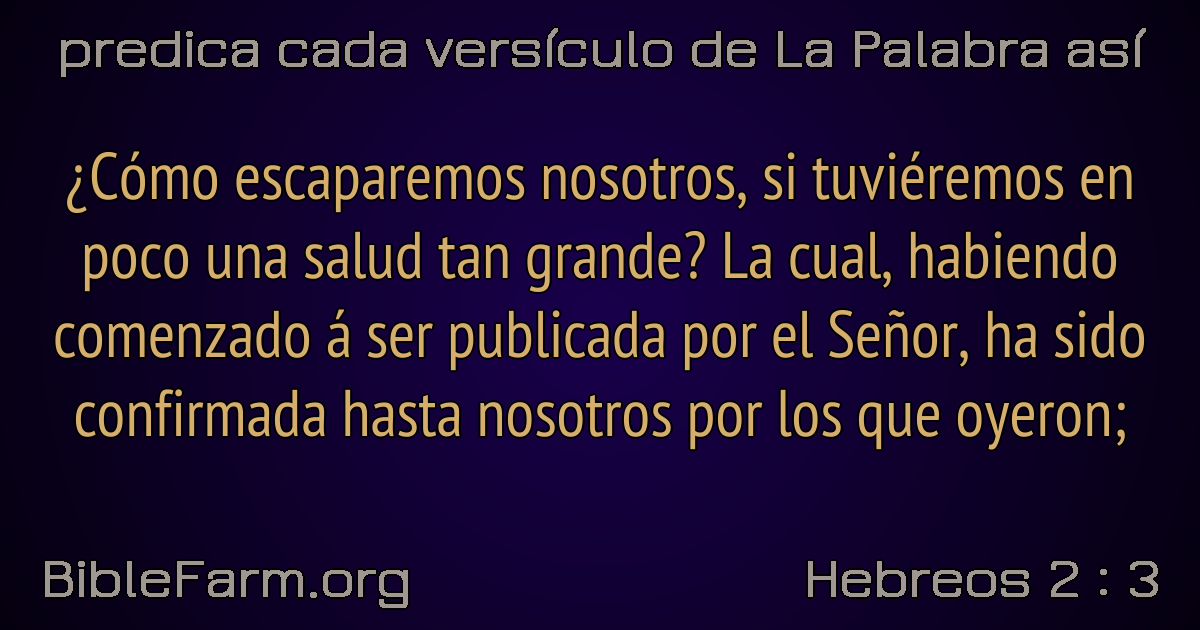 predica cada versículo de La Palabra así
¿Cómo escaparemos nosotros, si tuviéremos en
poco una salud tan grande? La cual, habiendo
comenzado á ser publicada por el Señor, ha sido
confirmada hasta nosotros por los que oyeron;
BibleFarm.org
Hebreos 2 : 3